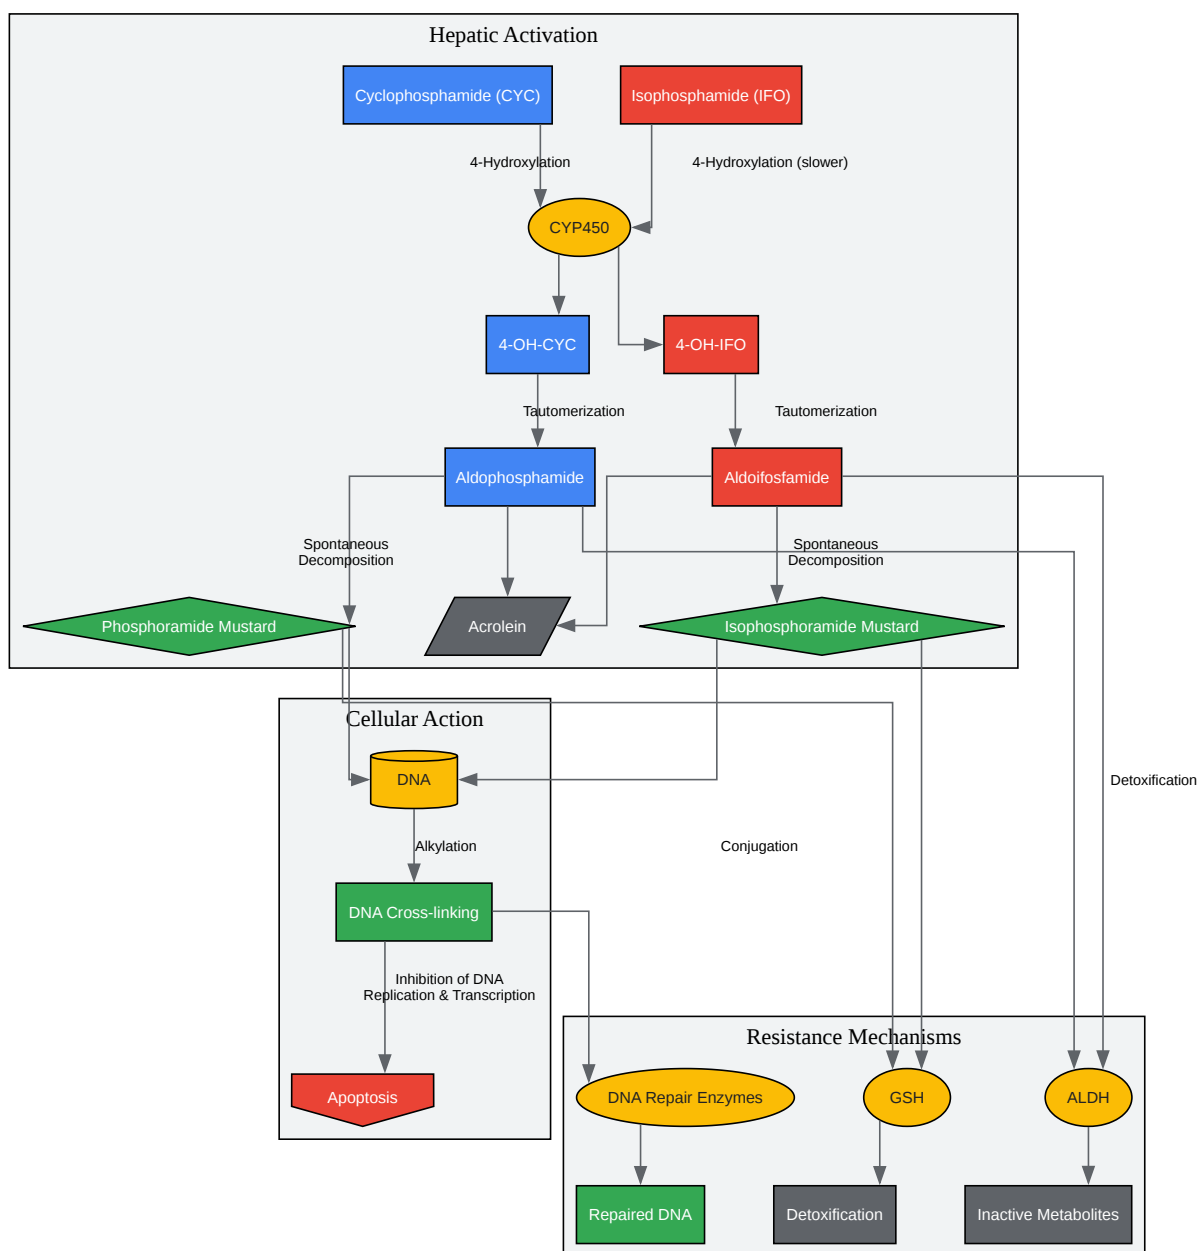 Hepatic Activation
Cyclophosphamide (CYC)
Isophosphamide (IFO)
4-Hydroxylation
4-Hydroxylation (slower)
CYP450
4-OH-CYC
4-OH-IFO
Tautomerization
Tautomerization
Aldophosphamide
Aldoifosfamide
Spontaneous
Decomposition
Spontaneous
Decomposition
Phosphoramide Mustard
Acrolein
Isophosphoramide Mustard
Cellular Action
DNA
Detoxification
Alkylation
Conjugation
DNA Cross-linking
Inhibition of DNA
Replication & Transcription
Resistance Mechanisms
Apoptosis
DNA Repair Enzymes
GSH
ALDH
Repaired DNA
Detoxification
Inactive Metabolites